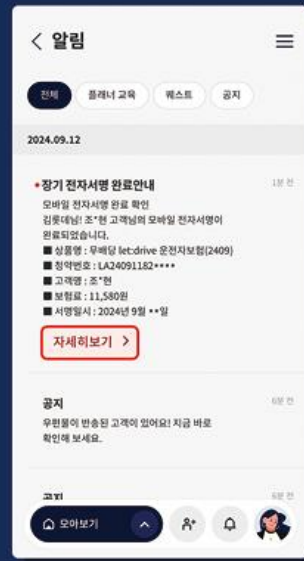 알림
전체 플래너 교육 퀘스트 공지
2024.09.12
장기 전자서명 완료안내 1분 전
모바일 전자서명 완료 확인
김롯데님! 조*현 고객님의 모바일 전자서명이
완료되었습니다.
■ 상품명 : 무배당 let:drive 운전자보험(2409)
■ 청약번호 : LA24091182****
■ 고객명 : 조*현
■ 보험료 : 11,580원
■ 서명일시 : 2024년 9월 **일
자세히보기 >
공지 6분 전
우편물이 반송된 고객이 있어요! 지금 바로
확인해 보세요.
공지 6분 전
모아보기